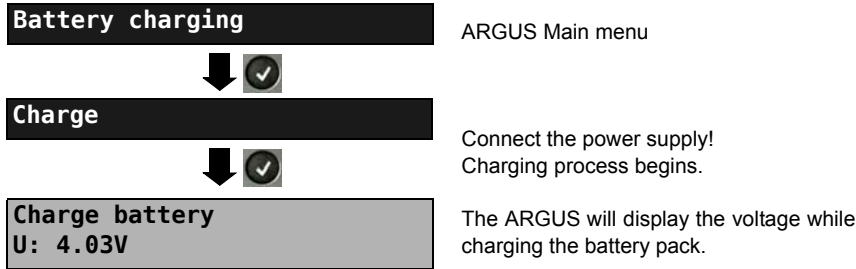 Battery charging
ARGUS Main menu
Charge
Connect the power supply!
Charging process begins.
Charge battery
U: 4.03V
The ARGUS will display the voltage while
charging the battery pack.